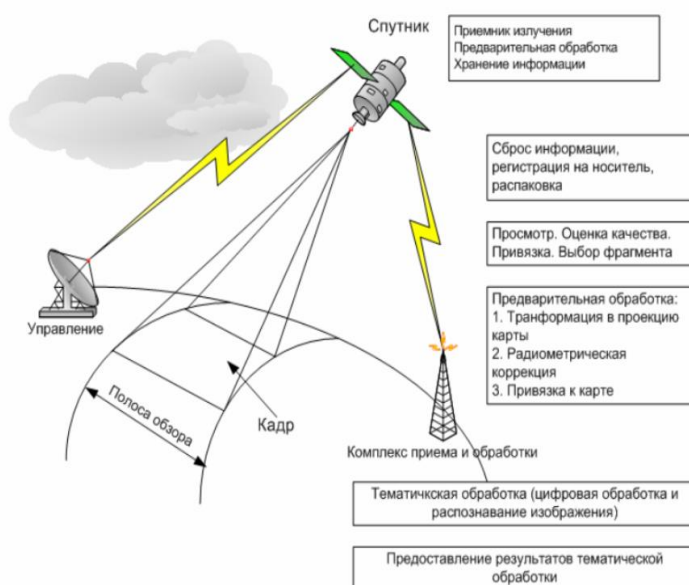 Спутник
Приемник излучения
Предварительная обработка
Хранение информации
Сброс информации,
регистрация на носитель,
распаковка
Просмотр. Оценка качества.
Привязка. Выбор фрагмента
Управление
Предварительная обработка:
1. Транформация в проекцию
карты
2. Радиометрическая
коррекция
3. Привязка к карте
Полоса обзора
Кадр
Комплекс приема и обработки
Тематичкская обработка (цифровая обработка и
распознавание изображения)
Предоставление результатов тематической
обработки